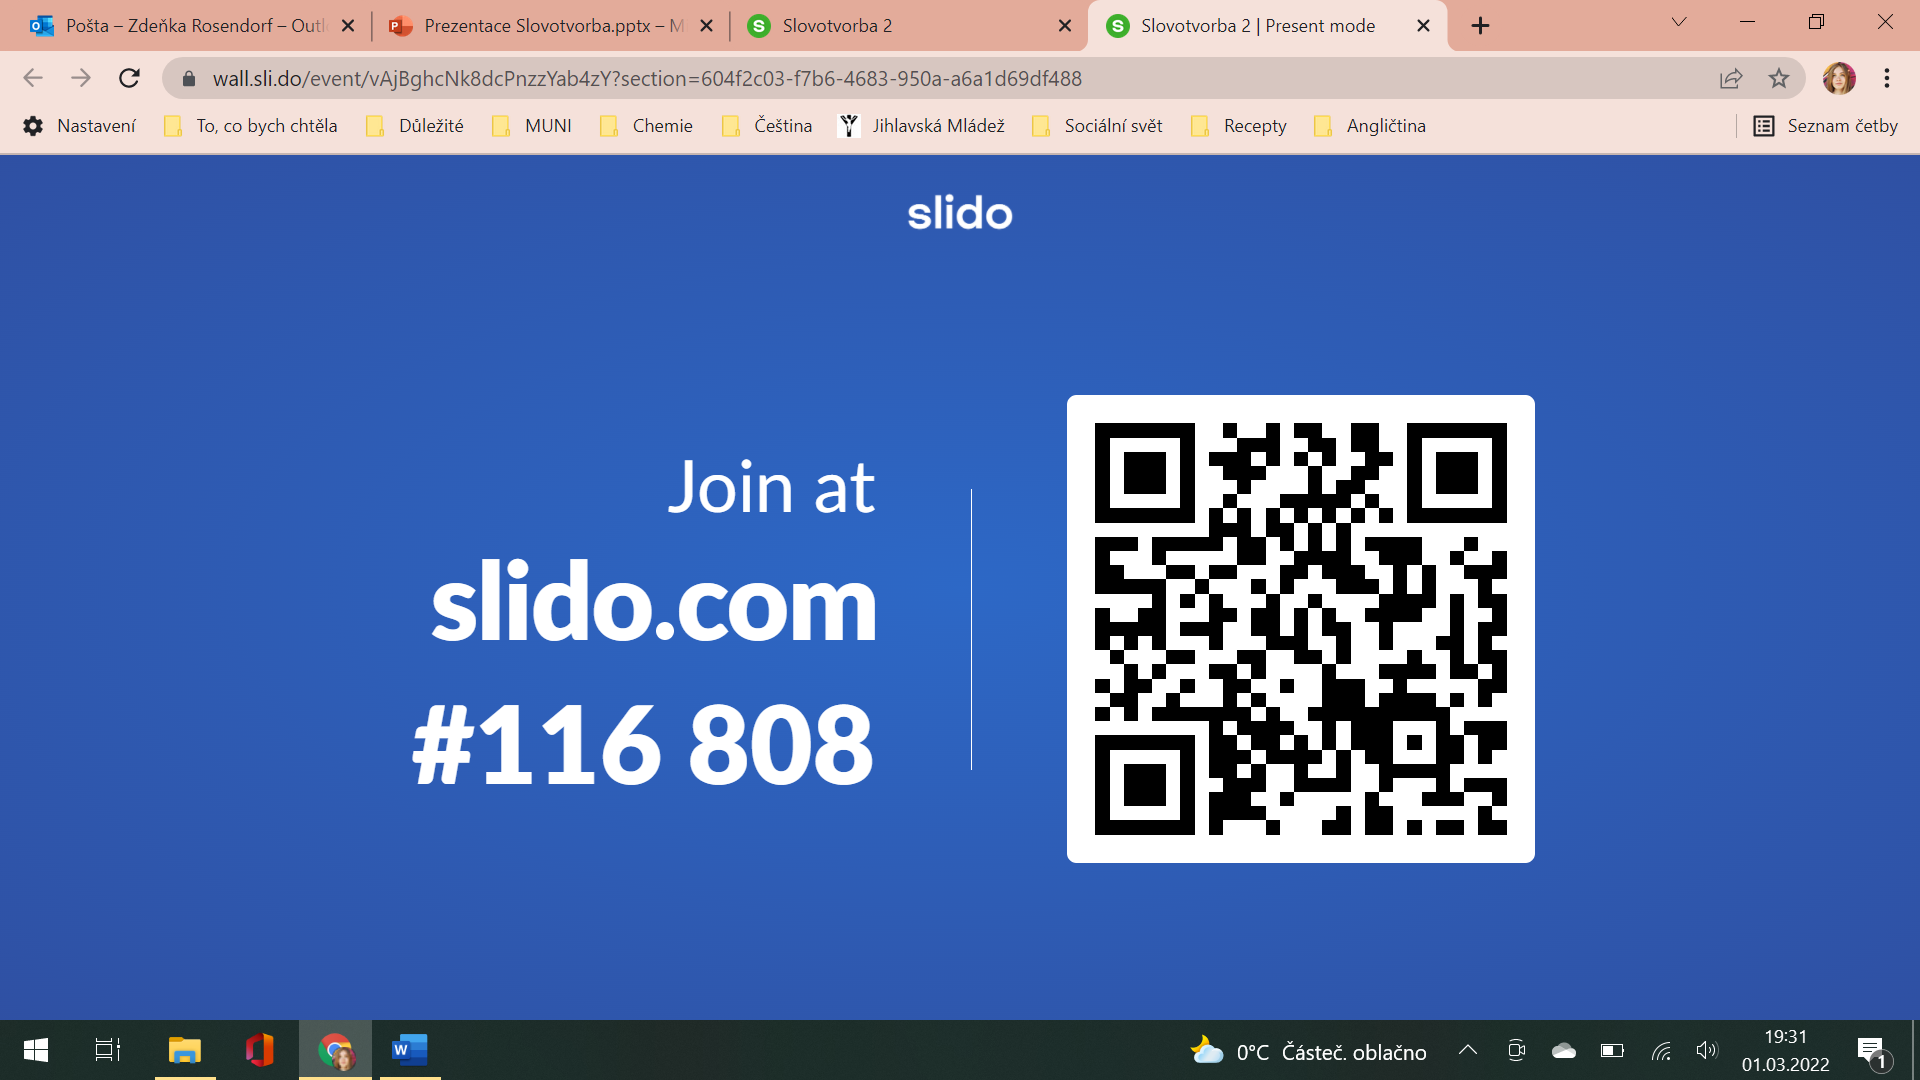 Pošta – Zdeňka Rosendorf – Outl
Prezentace Slovotvorba.pptx – M
Slovotvorba 2
Slovotvorba 2 | Present mode
wall.sli.do/event/vAjBghcNk8dcPnzzYab4zY?section=604f2c03-f7b6-4683-950a-a6a1d69df488
Nastavení
To, co bych chtěla
Důležité
MUNI
Chemie
Čeština
Jihlavská Mládež
Sociální svět
Recepty
Angličtina
Seznam četby
slido
Join at
slido.com
#116 808
0°C Částeč. oblačno
19:31
01.03.2022
1